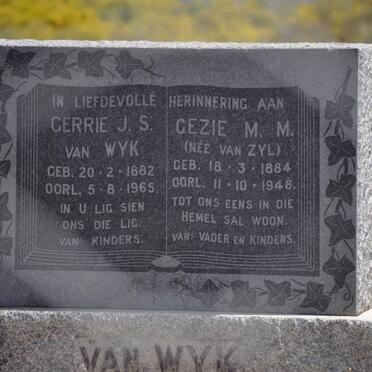 IN LIEFDEVOLLE HERINNERING AAN
GERRIE J. S.
VAN WYK
GEB. 20 - 2 - 1882
OORL. 5 - 8 - 1965.
IN U LIG SIEN
ONS DIE LIG.
VAN: KINDERS.
GEZIE M. M.
(NÉE VAN ZYL)
GEB. 18 - 3 - 1884
OORL. 11 - 10 - 1948.
TOT ONS EENS IN DIE
HEMEL SAL WOON.
VAN: VADER EN KINDERS.
VAN WYK